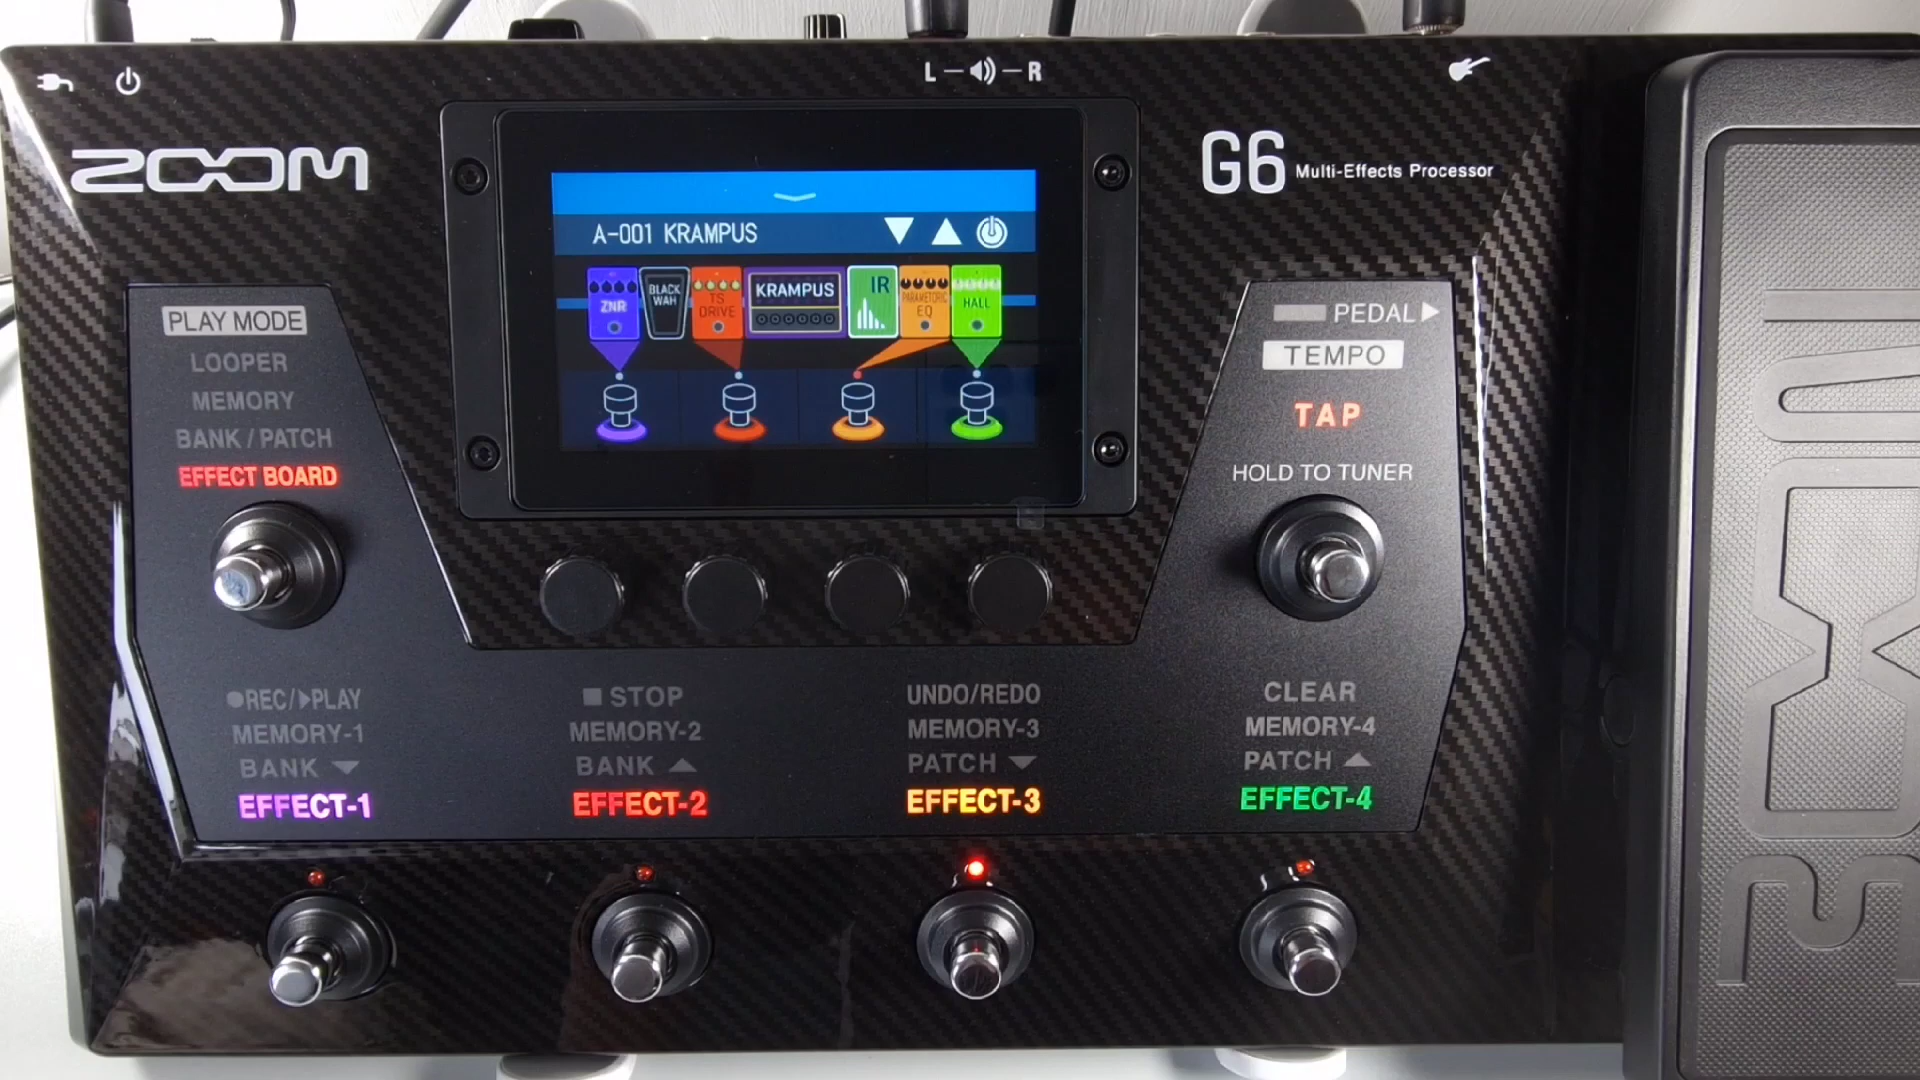 L R
ZOOM
G6 Multi-Effects Processor
A-001 KRAMPUS
ZNR
BLACK
WAH
TS
DRIVE
KRAMPUS
IR
PARAMETORIC
EQ
HALL
PLAY MODE
LOOPER
MEMORY
BANK / PATCH
EFFECT BOARD
PEDAL
TEMPO
TAP
HOLD TO TUNER
REC/ PLAY
MEMORY-1
BANK
EFFECT-1
STOP
MEMORY-2
BANK
EFFECT-2
UNDO/REDO
MEMORY-3
PATCH
EFFECT-3
CLEAR
MEMORY-4
PATCH
EFFECT-4
ZOOM